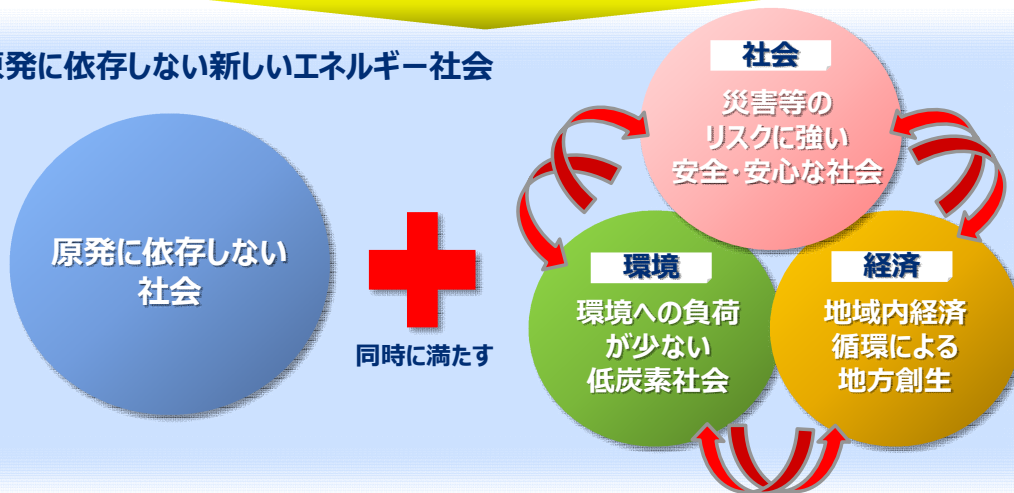 原発に依存しない新しいエネルギー社会
社会
災害等の
リスクに強い
安全・安心な社会
原発に依存しない
社会
同時に満たす
環境
環境への負荷
が少ない
低炭素社会
経済
地域内経済
循環による
地方創生